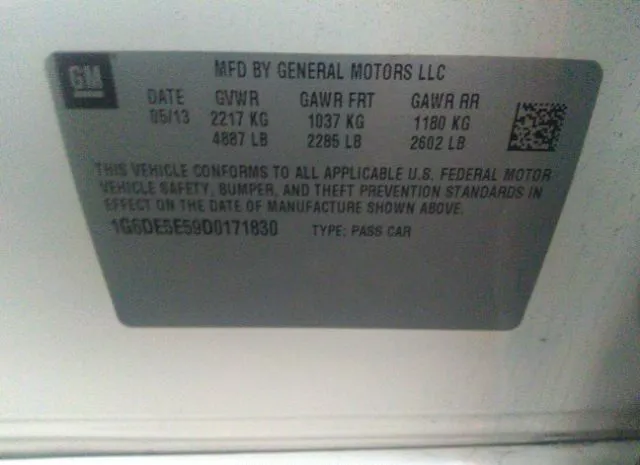 GM
MFD BY GENERAL MOTORS LLC
DATE GVWR GAWR FRT GAWR RR
05/13 2217 KG 1037 KG 1180 KG
4887 LB 2285 LB 2602 LB
THIS VEHICLE CONFORMS TO ALL APPLICABLE U.S. FEDERAL MOTOR
VEHICLE SAFETY, BUMPER, AND THEFT PREVENTION STANDARDS IN
EFFECT ON THE DATE OF MANUFACTURE SHOWN ABOVE.
1G6DE5E59D0171830 TYPE: PASS CAR